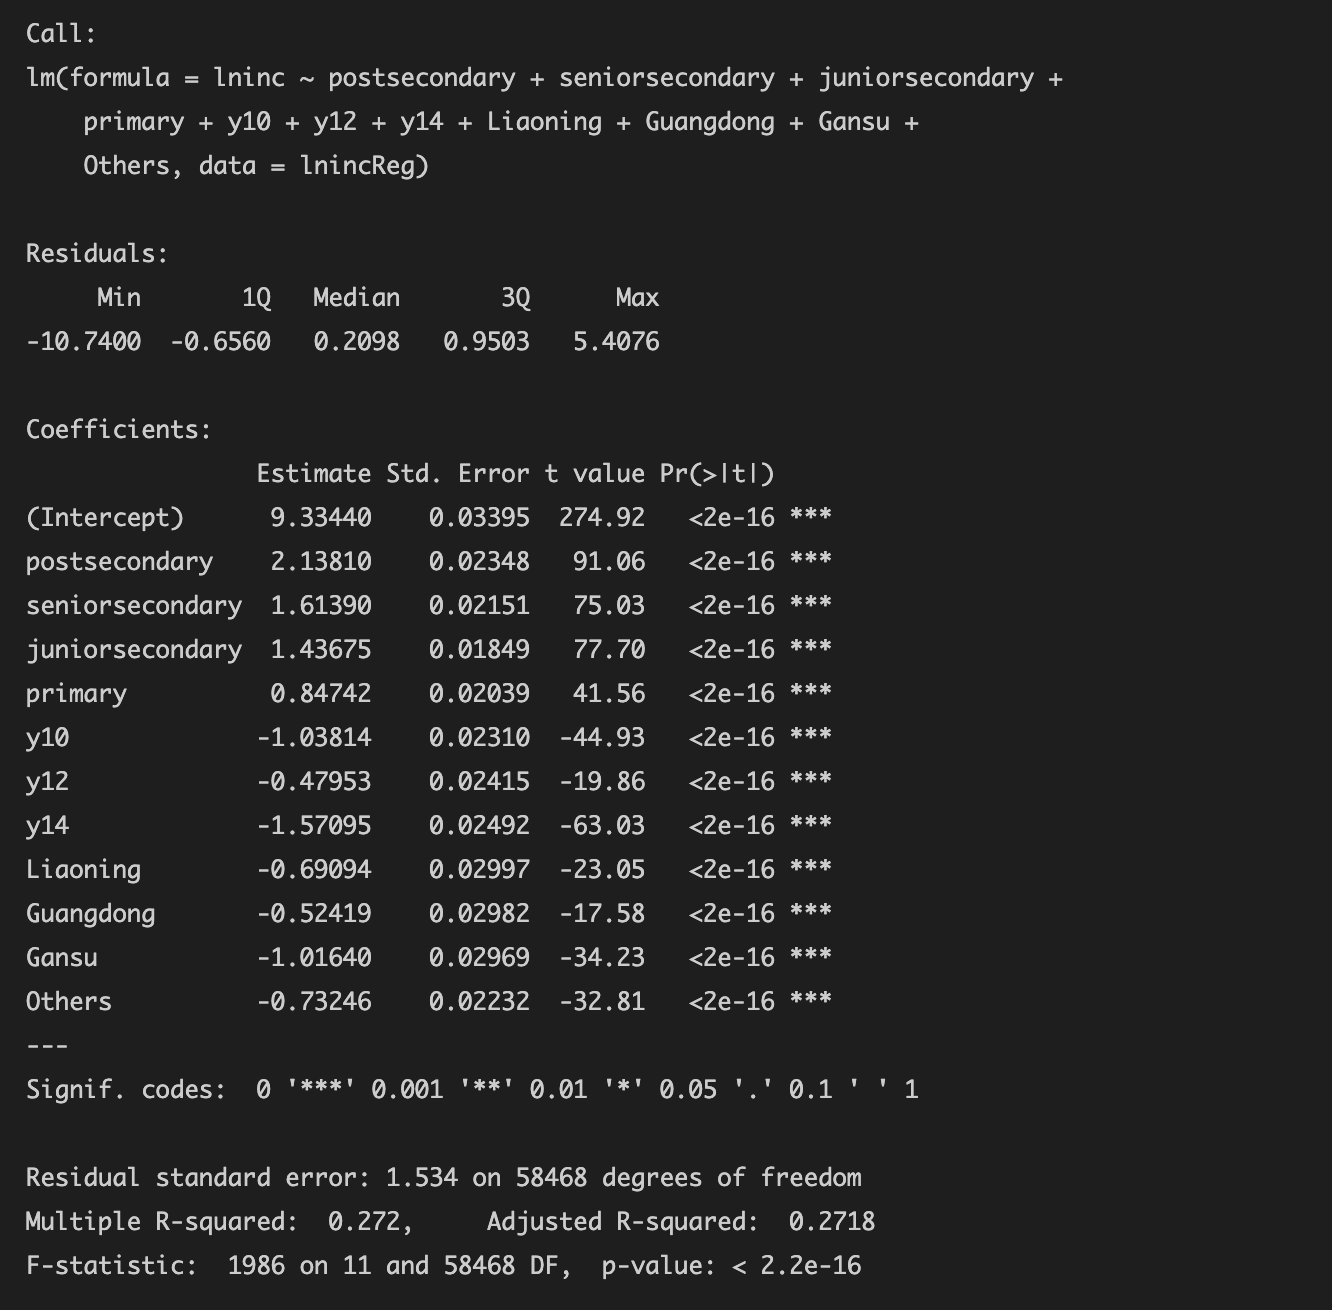 Call:
lm(formula = lninc ~ postsecondary + seniorsecondary + juniorsecondary +
    primary + y10 + y12 + y14 + Liaoning + Guangdong + Gansu +
    Others, data = lnincReg)

Residuals:
     Min       1Q   Median       3Q      Max
-10.7400  -0.6560   0.2098   0.9503   5.4076

Coefficients:
                Estimate Std. Error t value Pr(>|t|)
(Intercept)      9.33440    0.03395  274.92   <2e-16 ***
postsecondary    2.13810    0.02348   91.06   <2e-16 ***
seniorsecondary  1.61390    0.02151   75.03   <2e-16 ***
juniorsecondary  1.43675    0.01849   77.70   <2e-16 ***
primary          0.84742    0.02039   41.56   <2e-16 ***
y10             -1.03814    0.02310  -44.93   <2e-16 ***
y12             -0.47953    0.02415  -19.86   <2e-16 ***
y14             -1.57095    0.02492  -63.03   <2e-16 ***
Liaoning        -0.69094    0.02997  -23.05   <2e-16 ***
Guangdong       -0.52419    0.02982  -17.58   <2e-16 ***
Gansu           -1.01640    0.02969  -34.23   <2e-16 ***
Others          -0.73246    0.02232  -32.81   <2e-16 ***
---
Signif. codes:  0 '***' 0.001 '**' 0.01 '*' 0.05 '.' 0.1 ' ' 1

Residual standard error: 1.534 on 58468 degrees of freedom
Multiple R-squared:  0.272,     Adjusted R-squared:  0.2718
F-statistic:  1986 on 11 and 58468 DF,  p-value: < 2.2e-16